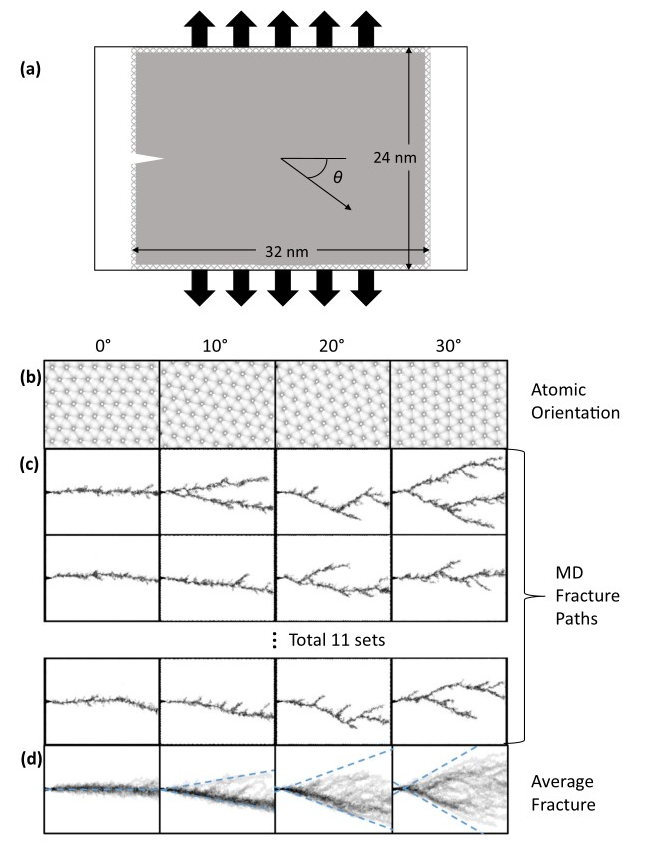 (a)
θ
24 nm
32 nm
0° 10° 20° 30°
(b)
Atomic
Orientation
(c)
MD
Fracture
Paths
⋮ Total 11 sets
(d)
Average
Fracture